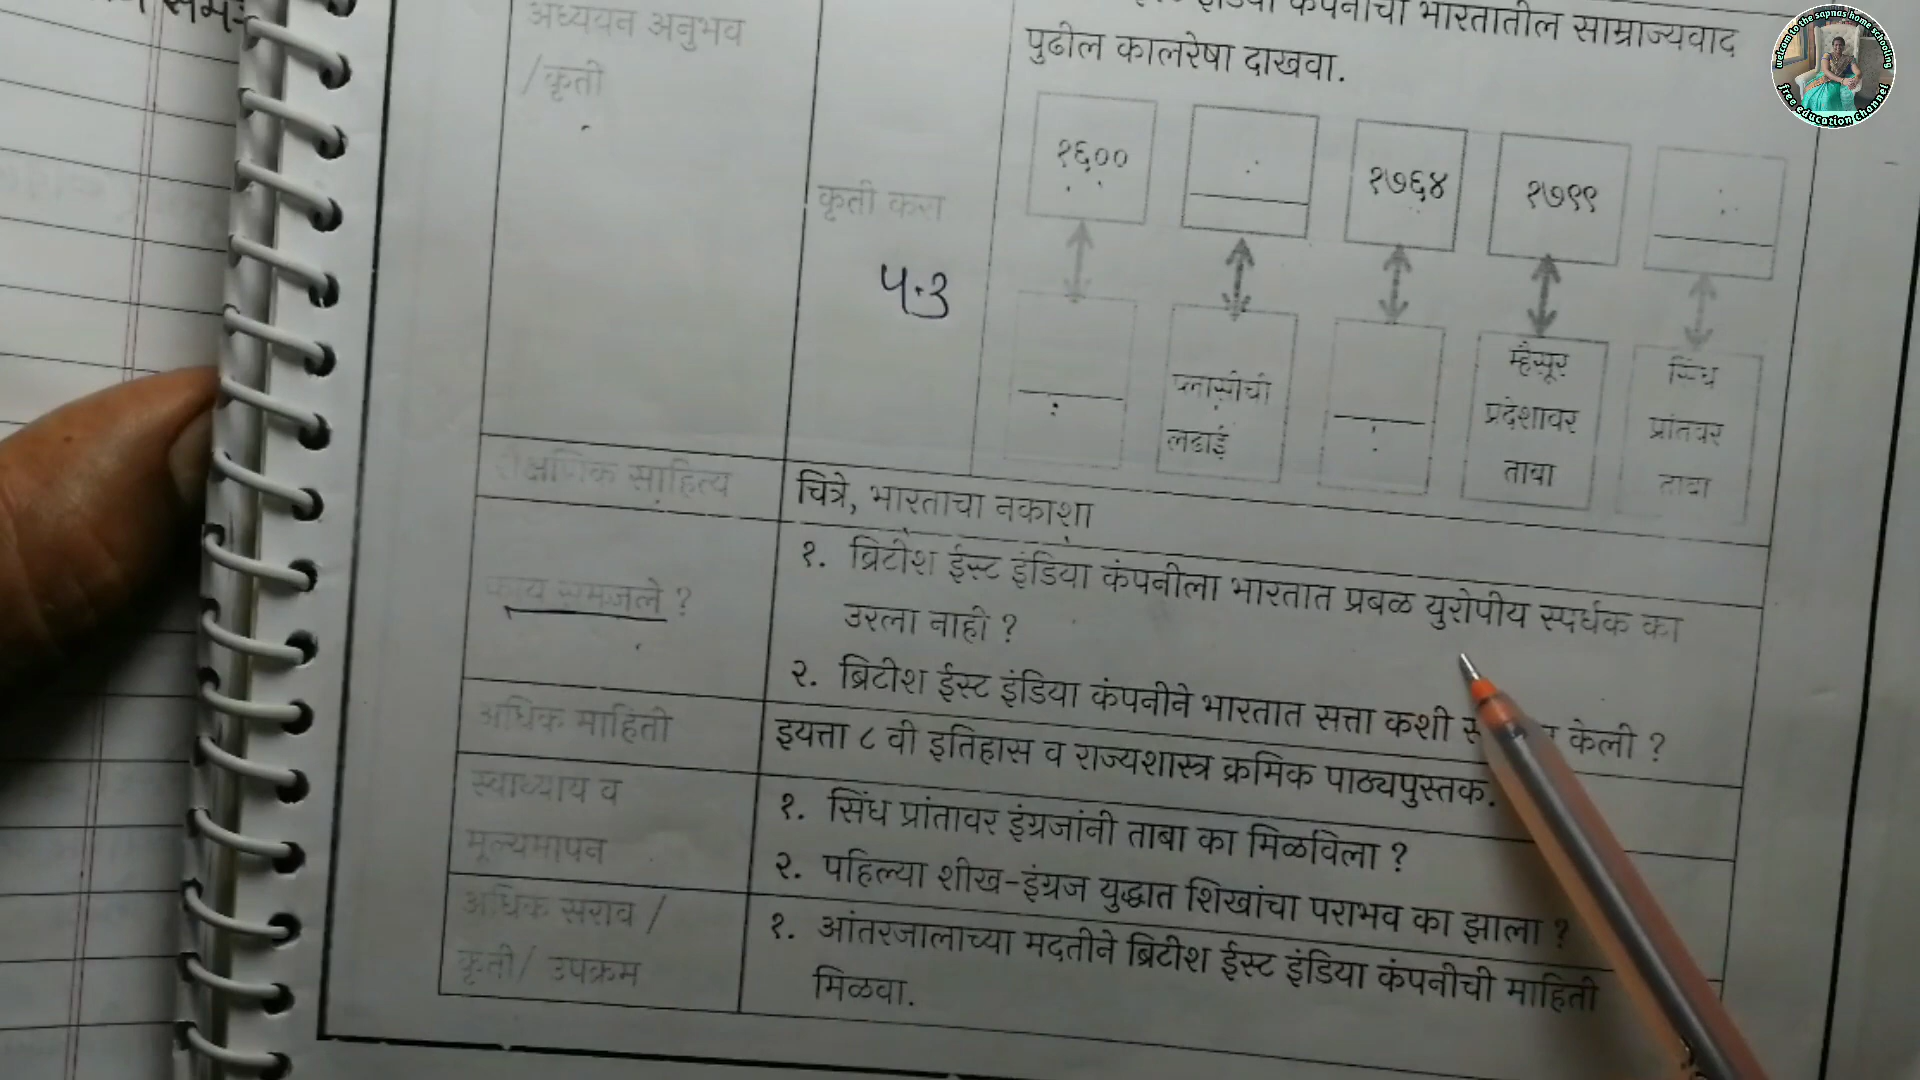 अध्ययन अनुभव
/कृती
इंडिया कंपनीचा भारतातील साम्राज्यवाद
पुढील कालरेषा दाखवा.
कृती करा
५.३
१६००
१७६४
१७९९
प्लासीची
लढाई
म्हैसूर
प्रदेशावर
ताबा
सिंध
प्रांतवर
ताबा
शैक्षणिक साहित्य
चित्रे, भारताचा नकाशा
काय समजले ?
१. ब्रिटीश ईस्ट इंडिया कंपनीला भारतात प्रबळ युरोपीय स्पर्धक का
उरला नाही ?
२. ब्रिटीश ईस्ट इंडिया कंपनीने भारतात सत्ता कशी केली ?
अधिक माहिती
इयत्ता ८ वी इतिहास व राज्यशास्त्र क्रमिक पाठ्यपुस्तक.
स्वाध्याय व
मूल्यमापन
१. सिंध प्रांतावर इंग्रजांनी ताबा का मिळविला ?
२. पहिल्या शीख-इंग्रज युद्धात शिखांचा पराभव का झाला ?
अधिक सराव /
कृती/ उपक्रम
१. आंतरजालाच्या मदतीने ब्रिटीश ईस्ट इंडिया कंपनीची माहिती
मिळवा.
welcom to the sapnas home schooling
free education channel